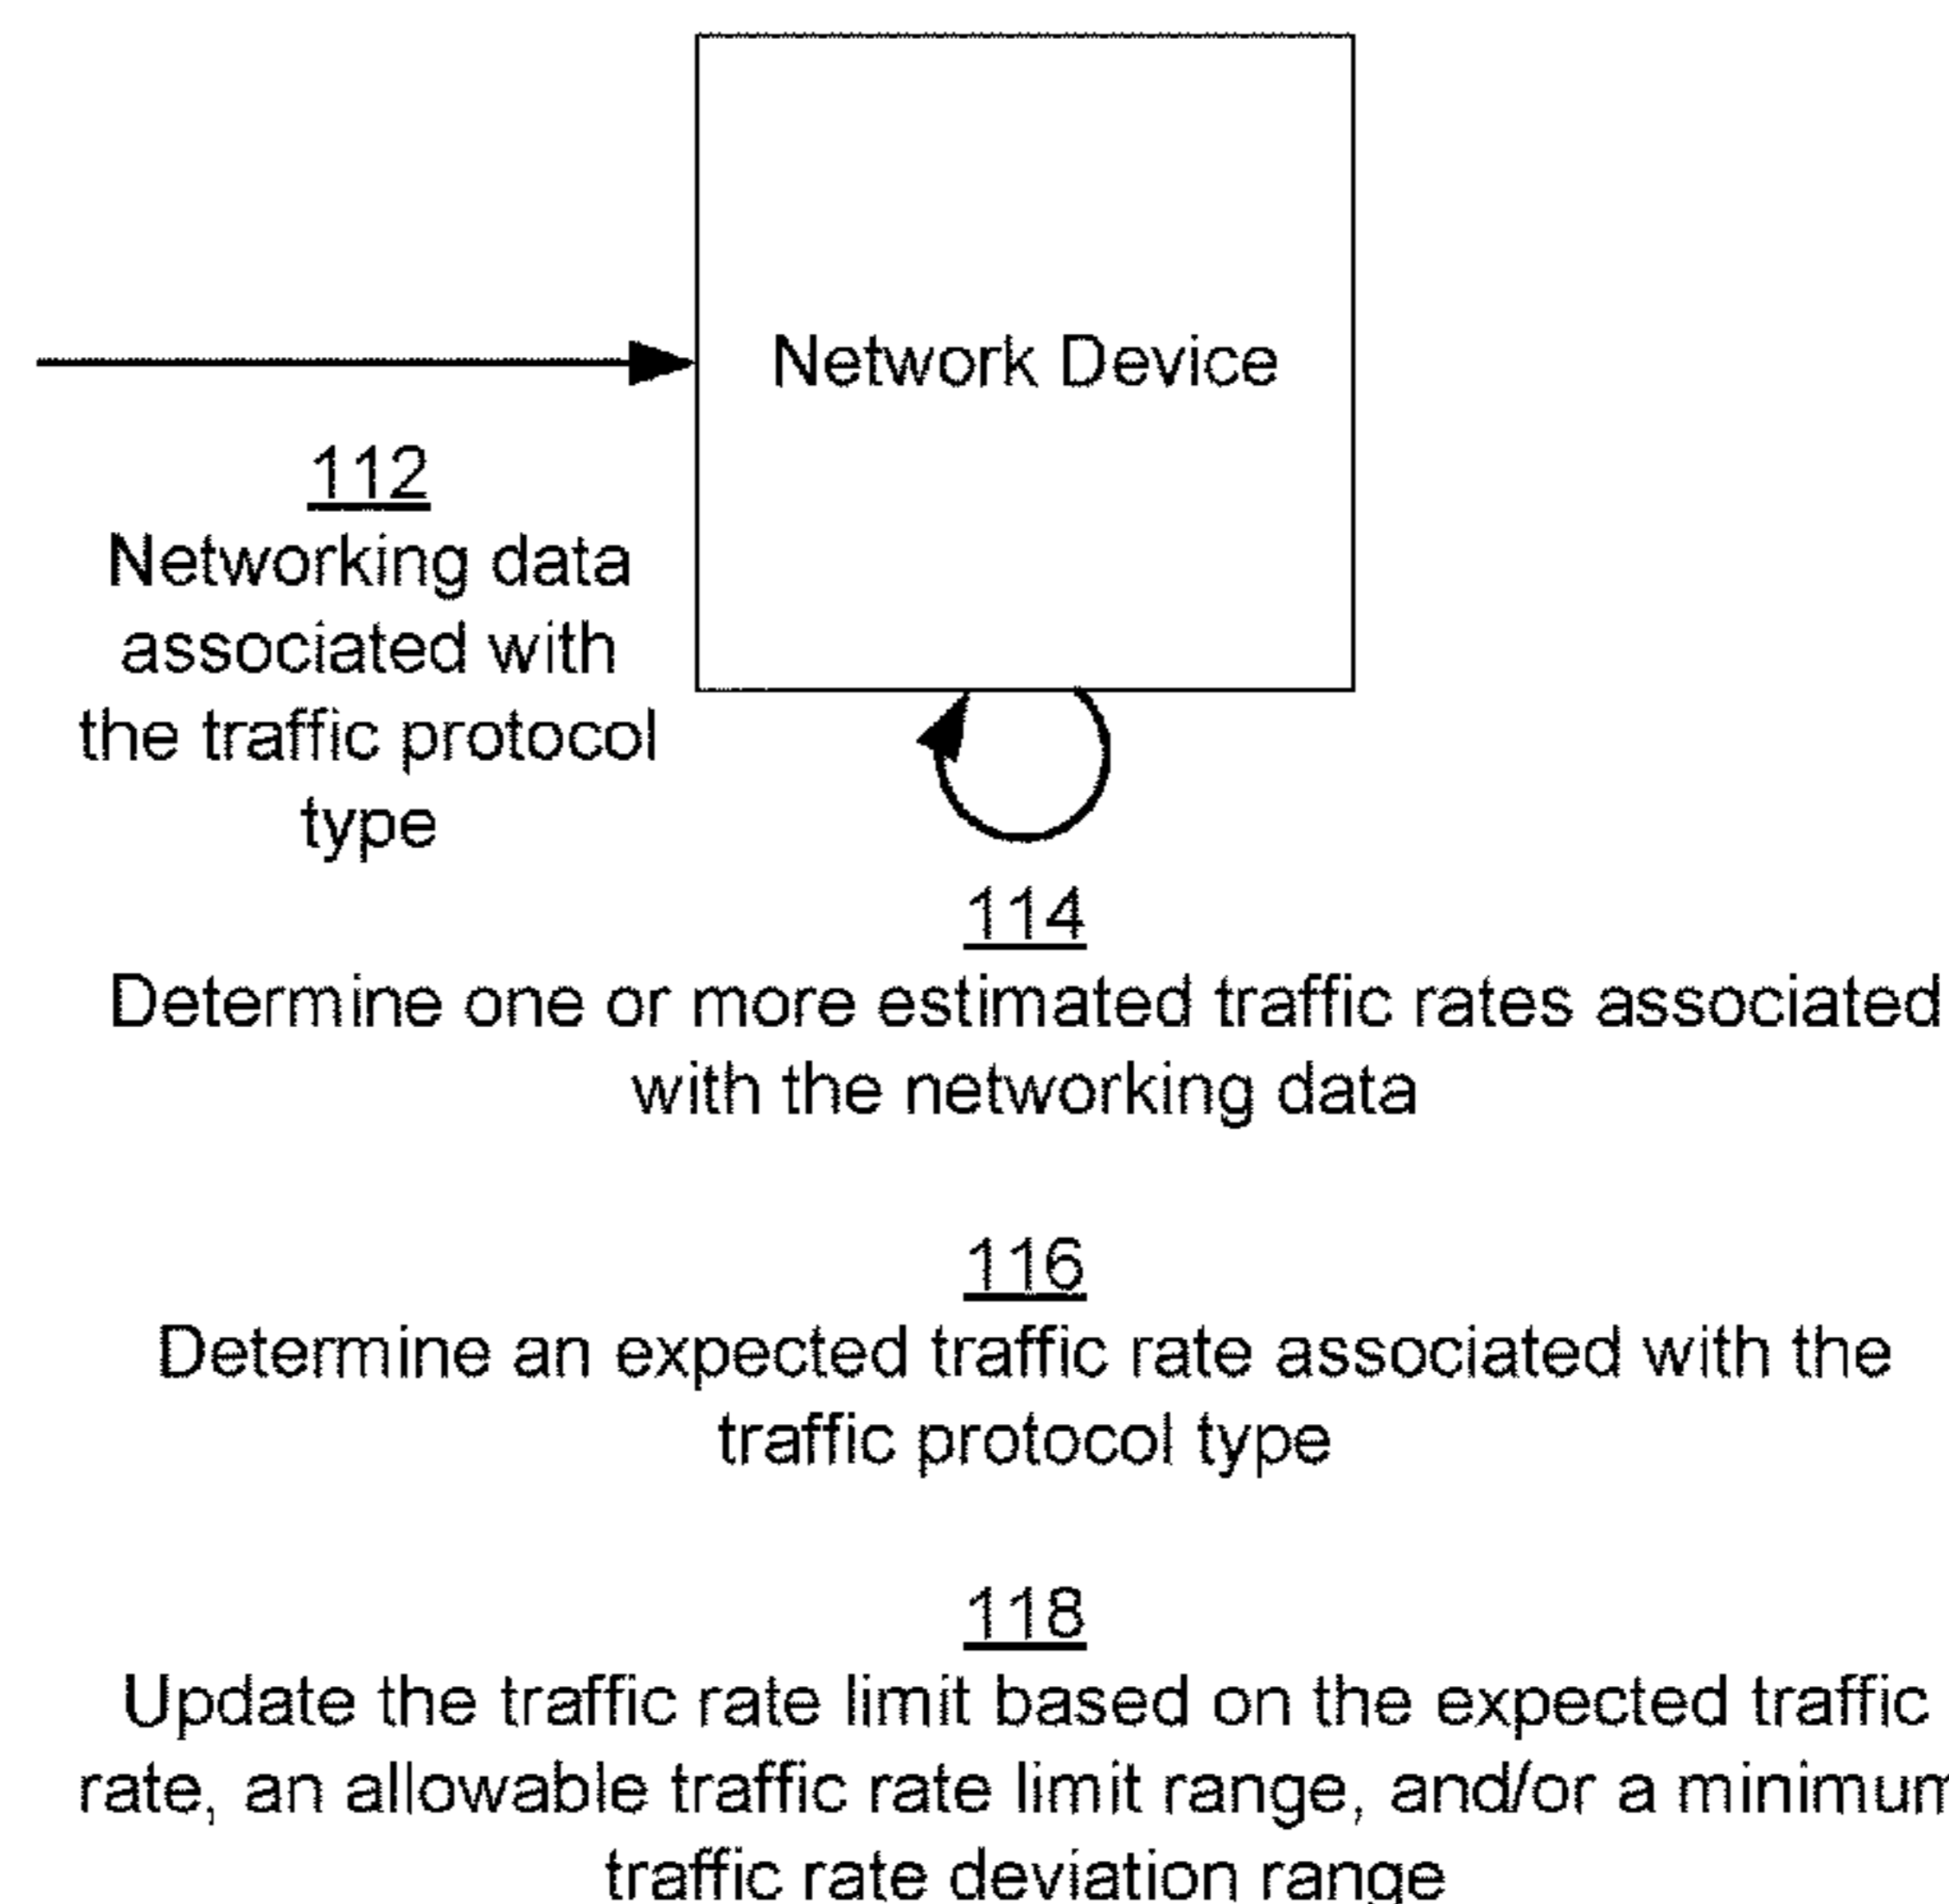 Network Device
112
Networking data
associated with
the traffic protocol
type
114
Determine one or more estimated traffic rates associated
with the networking data
116
Determine an expected traffic rate associated with the
traffic protocol type
118
Update the traffic rate limit based on the expected traffic
rate, an allowable traffic rate limit range, and/or a minimum
traffic rate deviation range